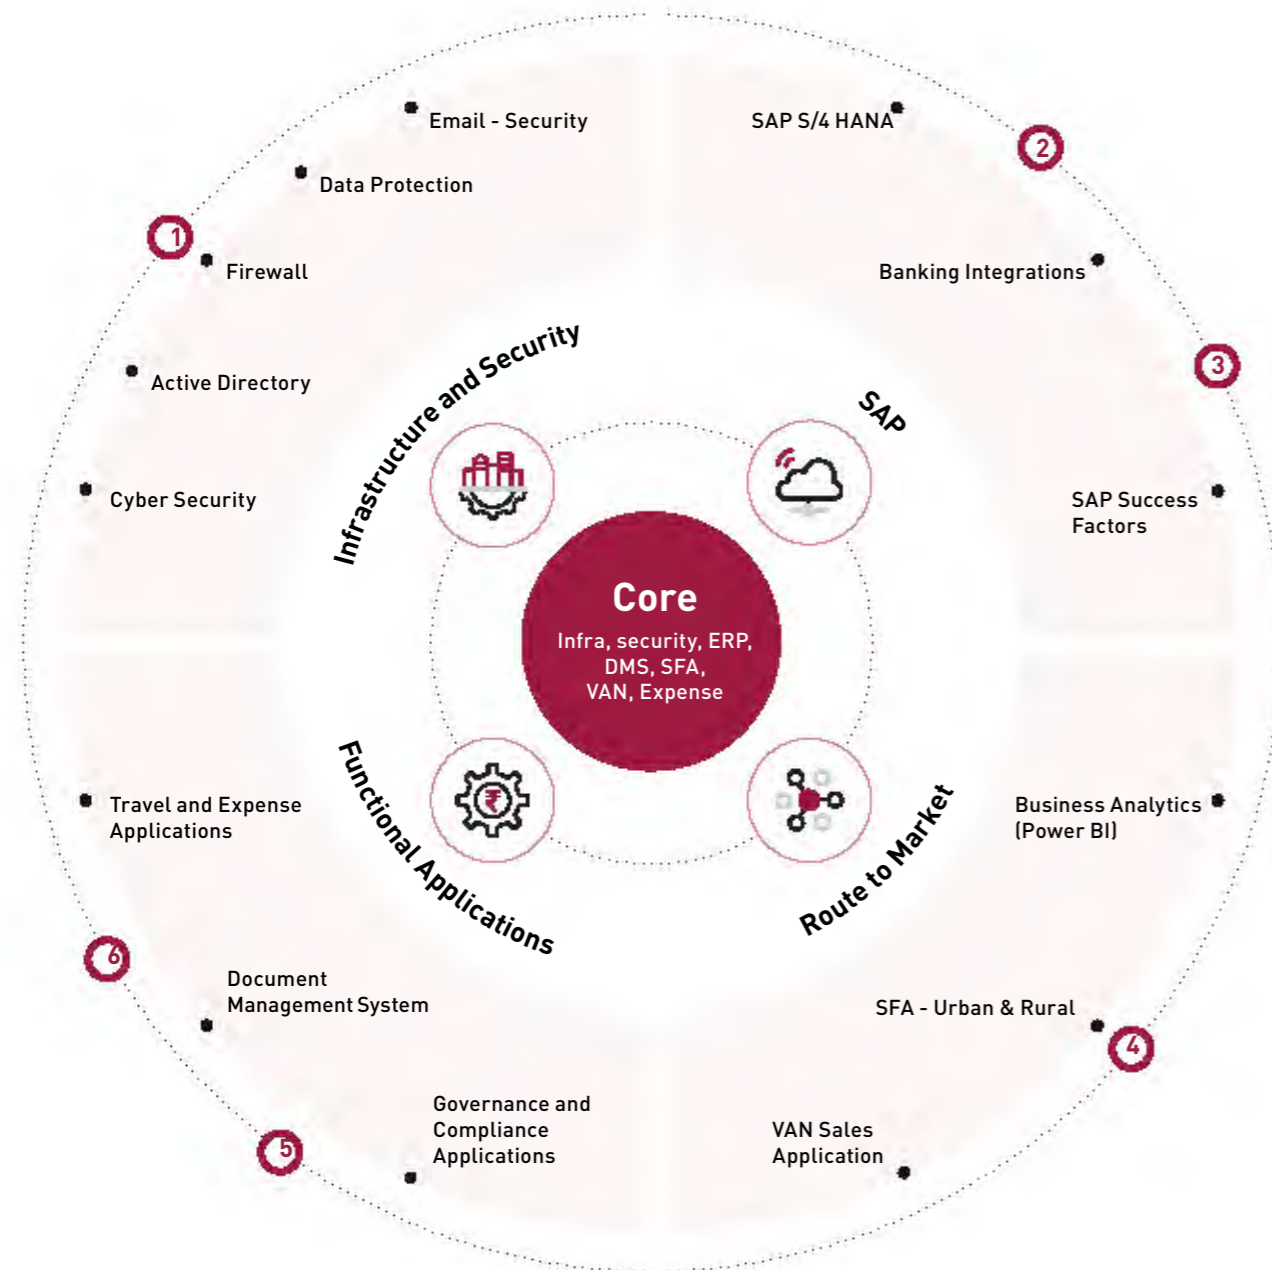 Email - Security
Data Protection
1
Firewall
Active Directory
Cyber Security
Infrastructure and Security
SAP S/4 HANA
2
Banking Integrations
3
SAP
SAP Success
Factors
Core
Infra, security, ERP,
DMS, SFA,
VAN, Expense
Functional Applications
Travel and Expense
Applications
6
Document
Management System
5
Governance and
Compliance
Applications
Route to Market
Business Analytics
(Power BI)
SFA - Urban & Rural
4
VAN Sales
Application
₹